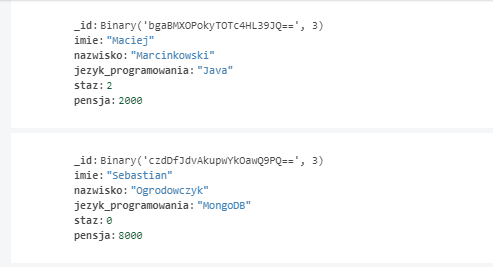 _id: Binary('bgaBMXOPokyTOTc4HL39JQ==', 3)
imie: "Maciej"
nazwisko: "Marcinkowski"
jezyk_programowania: "Java"
staz: 2
pensja: 2000
_id: Binary('czdDfJdvAkupwYkOawQ9PQ==', 3)
imie: "Sebastian"
nazwisko: "Ogrodowczyk"
jezyk_programowania: "MongoDB"
staz: 0
pensja: 8000